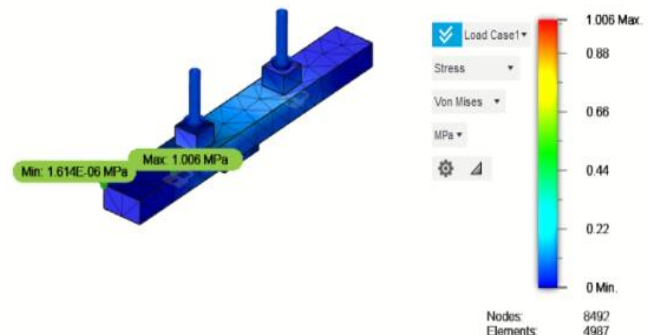 Min: 1.614E-06 MPa
Max: 1.006 MPa
Load Case1
Stress
Von Mises
MPa
1.006 Max.
0.88
0.66
0.44
0.22
0 Min.
Nodes: 8492
Elements: 4987